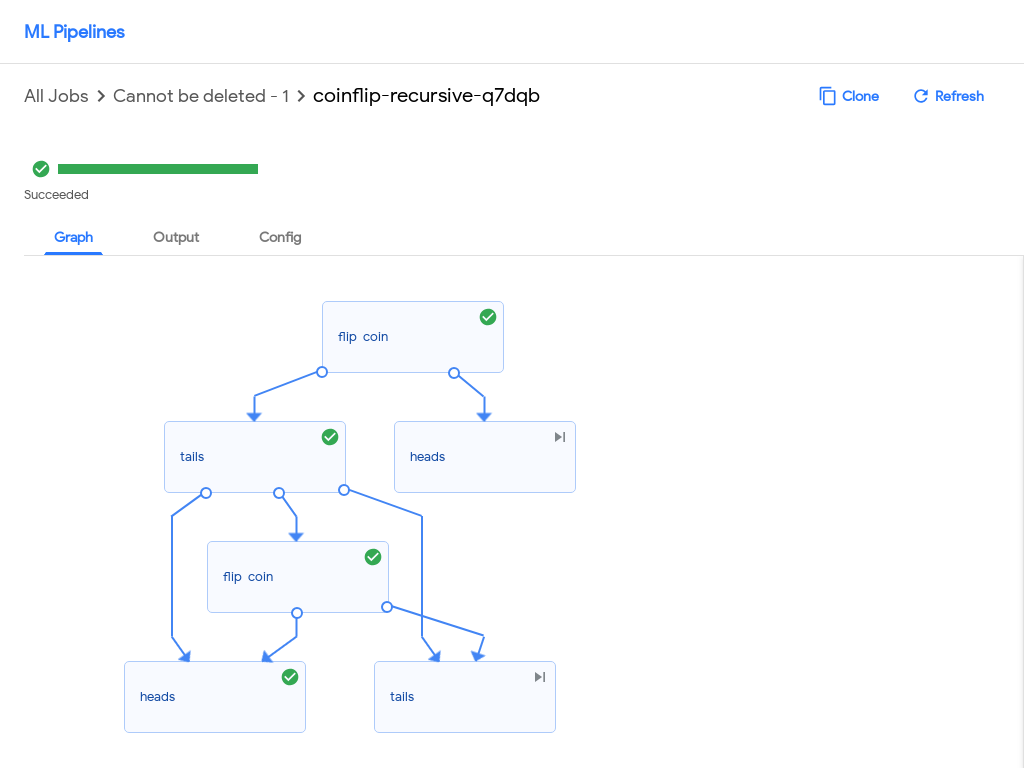 ML Pipelines
All Jobs > Cannot be deleted - 1 > coinflip-recursive-q7dqb
Clone
Refresh
Succeeded
Graph
Output
Config
flip coin
tails
heads
flip coin
heads
tails